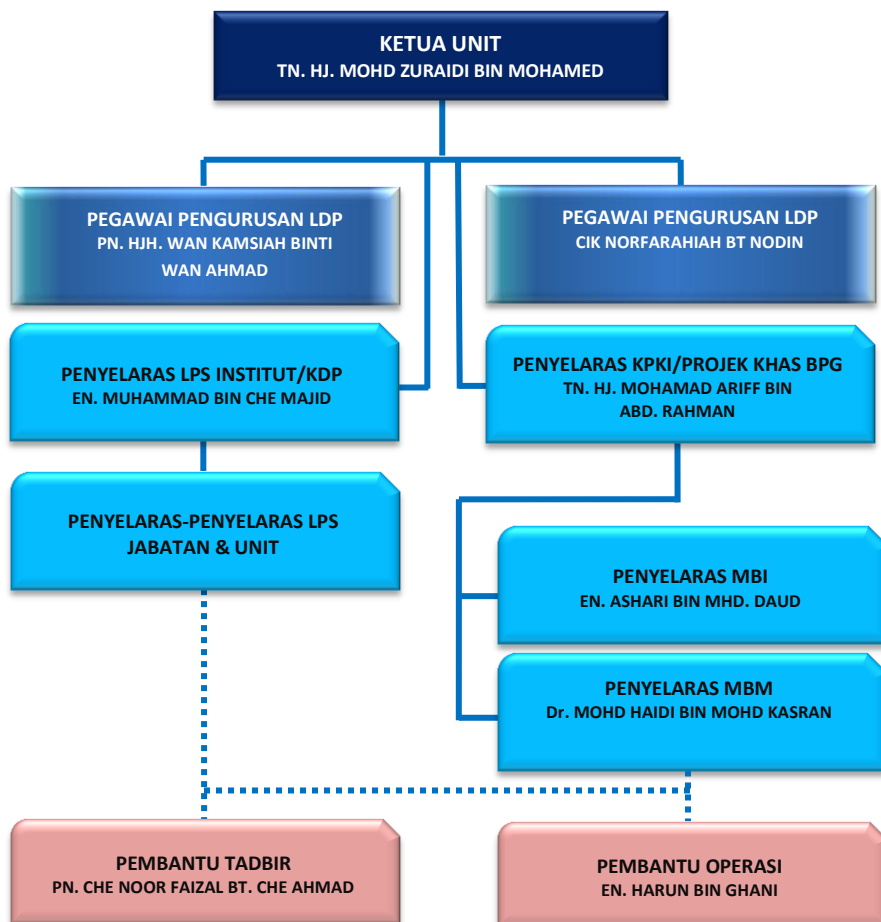 KETUA UNIT
TN. HJ. MOHD ZURAIDI BIN MOHAMED
PEGAWAI PENGURUSAN LDP
PN. HJH. WAN KAMSIAH BINTI
WAN AHMAD
PEGAWAI PENGURUSAN LDP
CIK NORFARAHIAH BT NODIN
PENYELARAS LPS INSTITUT/KDP
EN. MUHAMMAD BIN CHE MAJID
PENYELARAS KPKI/PROJEK KHAS BPG
TN. HJ. MOHAMAD ARIFF BIN
ABD. RAHMAN
PENYELARAS-PENYELARAS LPS
JABATAN & UNIT
PENYELARAS MBI
EN. ASHARI BIN MHD. DAUD
PENYELARAS MBM
Dr. MOHD HAIDI BIN MOHD KASRAN
PEMBANTU TADBIR
PN. CHE NOOR FAIZAL BT. CHE AHMAD
PEMBANTU OPERASI
EN. HARUN BIN GHANI